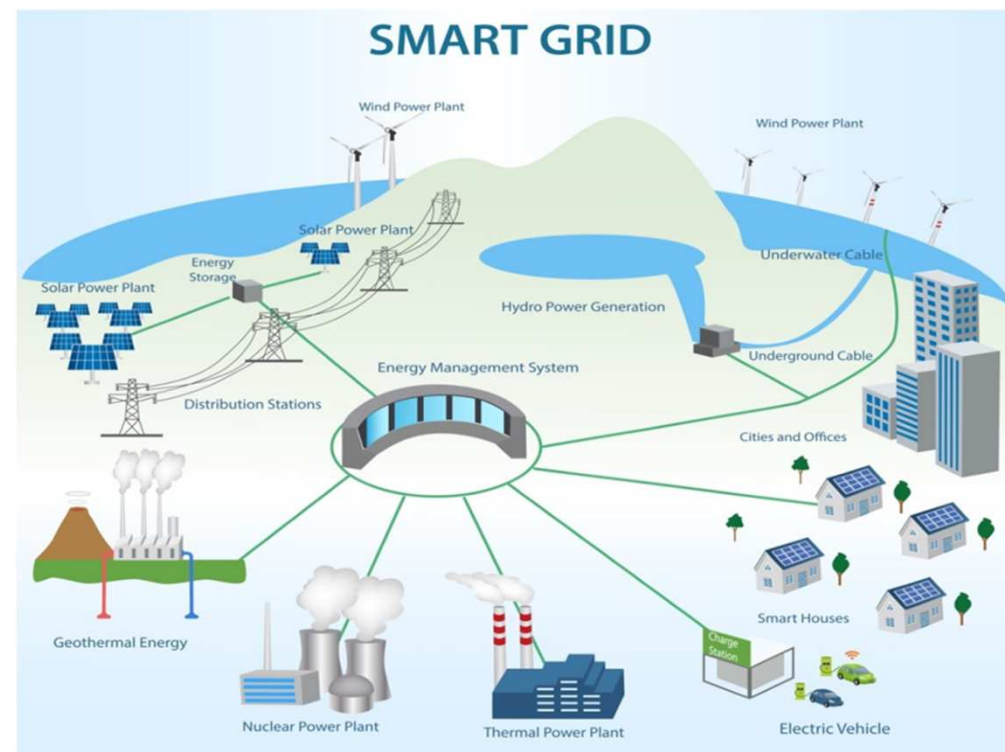 SMART GRID
Wind Power Plant
Wind Power Plant
Solar Power Plant
Underwater Cable
Energy
Storage
Solar Power Plant
Hydro Power Generation
Underground Cable
Energy Management System
Distribution Stations
Cities and Offices
Smart Houses
Geothermal Energy
Charge
Station
Nuclear Power Plant
Thermal Power Plant
Electric Vehicle